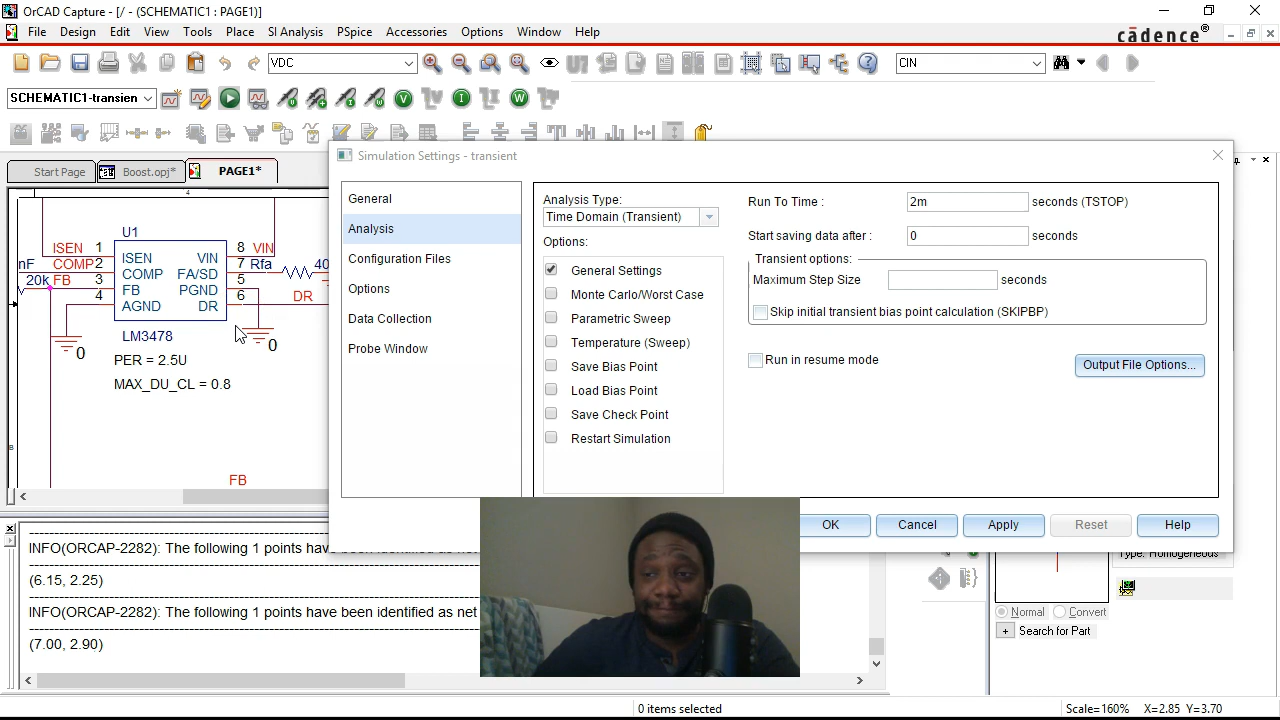 OrCAD Capture - [/ - (SCHEMATIC1 : PAGE1)]
File Design Edit View Tools Place SI Analysis PSpice Accessories Options Window Help
cādence®
VDC
CIN
SCHEMATIC1-transien
Start Page
Boost.opj*
PAGE1*
4
U1
ISEN 1
COMP 2
FB 3
4
nF
20k
ISEN
COMP
FB
AGND
VIN
FA/SD
PGND
DR
8 VIN
7 Rfa
5
6
40
DR
LM3478
0
0
PER = 2.5U
MAX_DU_CL = 0.8
FB
Simulation Settings - transient
General
Analysis
Configuration Files
Options
Data Collection
Probe Window
Analysis Type:
Time Domain (Transient)
Options:
General Settings
Monte Carlo/Worst Case
Parametric Sweep
Temperature (Sweep)
Save Bias Point
Load Bias Point
Save Check Point
Restart Simulation
Run To Time : 2m seconds (TSTOP)
Start saving data after : 0 seconds
Transient options:
Maximum Step Size seconds
Skip initial transient bias point calculation (SKIPBP)
Run in resume mode
Output File Options...
OK Cancel Apply Reset Help
INFO(ORCAP-2282): The following 1 points have been identified as net
(6.15, 2.25)
INFO(ORCAP-2282): The following 1 points have been identified as net
(7.00, 2.90)
Type: Homogeneous
Normal Convert
+ Search for Part
0 items selected
Scale=160% X=2.85 Y=3.70